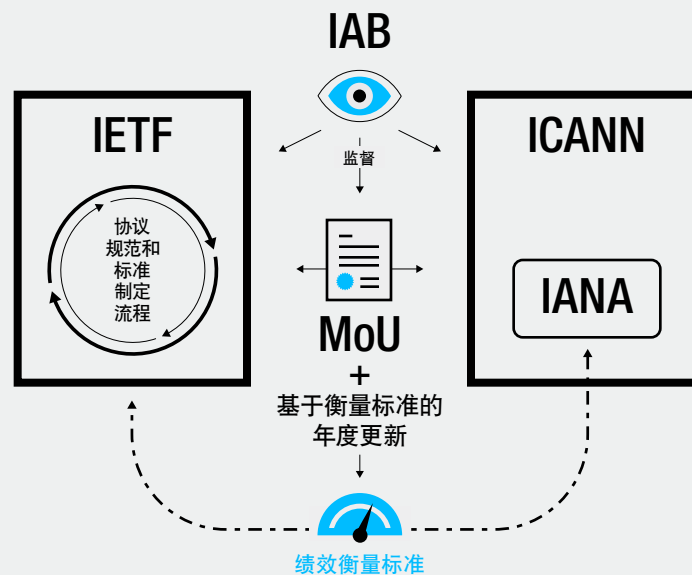 IAB
IETF
ICANN
监督
协议
规范和
标准
制定
流程
IANA
MoU
+
基于衡量标准的
年度更新
绩效衡量标准